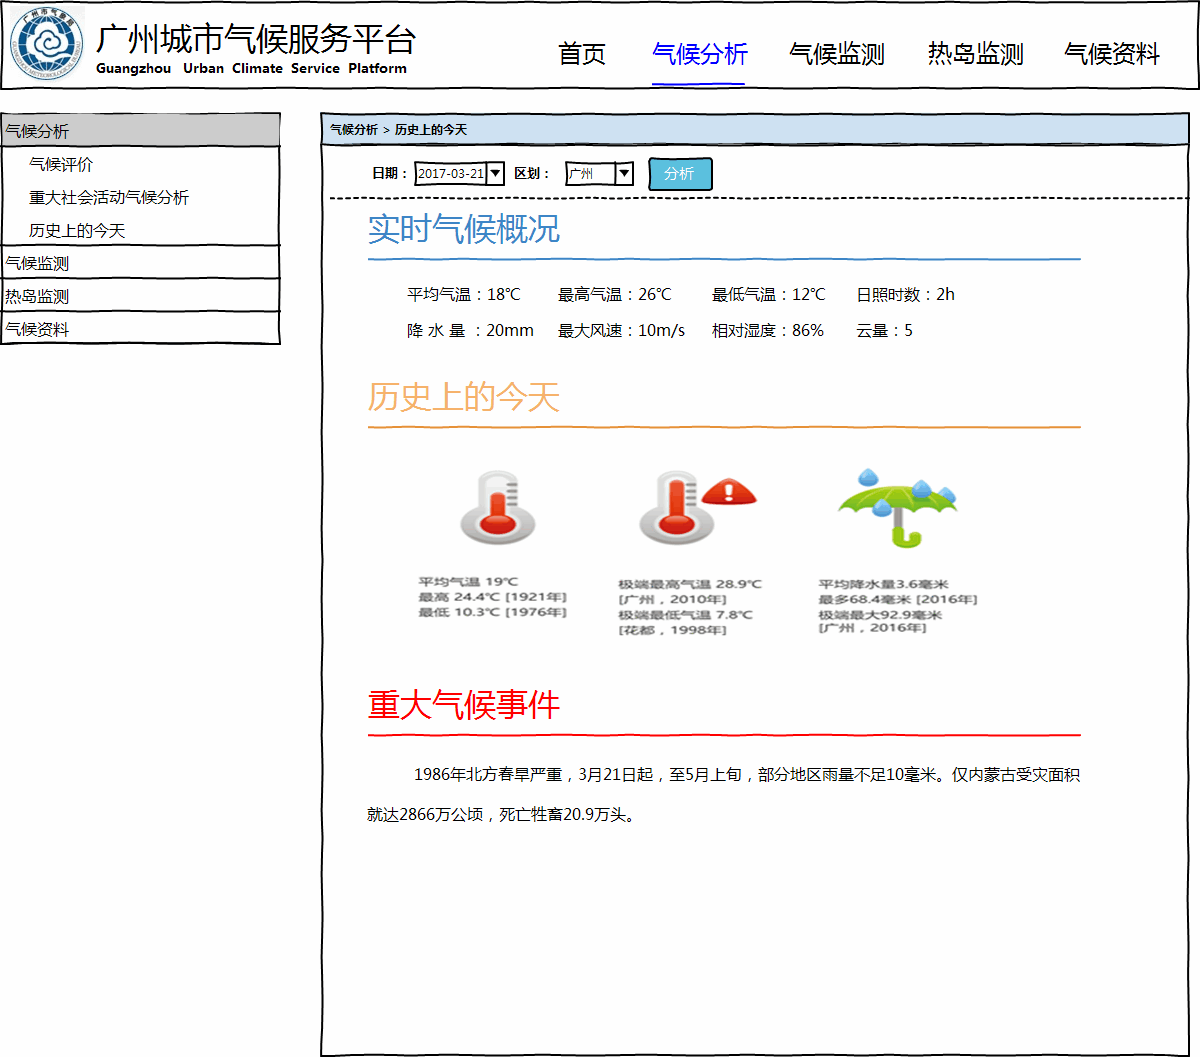 广州城市气候服务平台
Guangzhou Urban Climate Service Platform
首页 气候分析 气候监测 热岛监测 气候资料
气候分析
气候评价
重大社会活动气候分析
历史上的今天
气候监测
热岛监测
气候资料
气候分析 > 历史上的今天
日期： 2017-03-21 区划： 广州 分析
实时气候概况
平均气温：18℃ 最高气温：26℃ 最低气温：12℃ 日照时数：2h
降 水 量 ：20mm 最大风速：10m/s 相对湿度：86% 云量：5
历史上的今天
平均气温 19℃
最高 24.4℃ [1921年]
最低 10.3℃ [1976年]
极端最高气温 28.9℃
[广州，2010年]
极端最低气温 7.8℃
[花都，1998年]
平均降水量3.6毫米
最多68.4毫米 [2016年]
极端最大92.9毫米
[广州，2016年]
重大气候事件
1986年北方春旱严重，3月21日起，至5月上旬，部分地区雨量不足10毫米。仅内蒙古受灾面积
就达2866万公顷，死亡牲畜20.9万头。